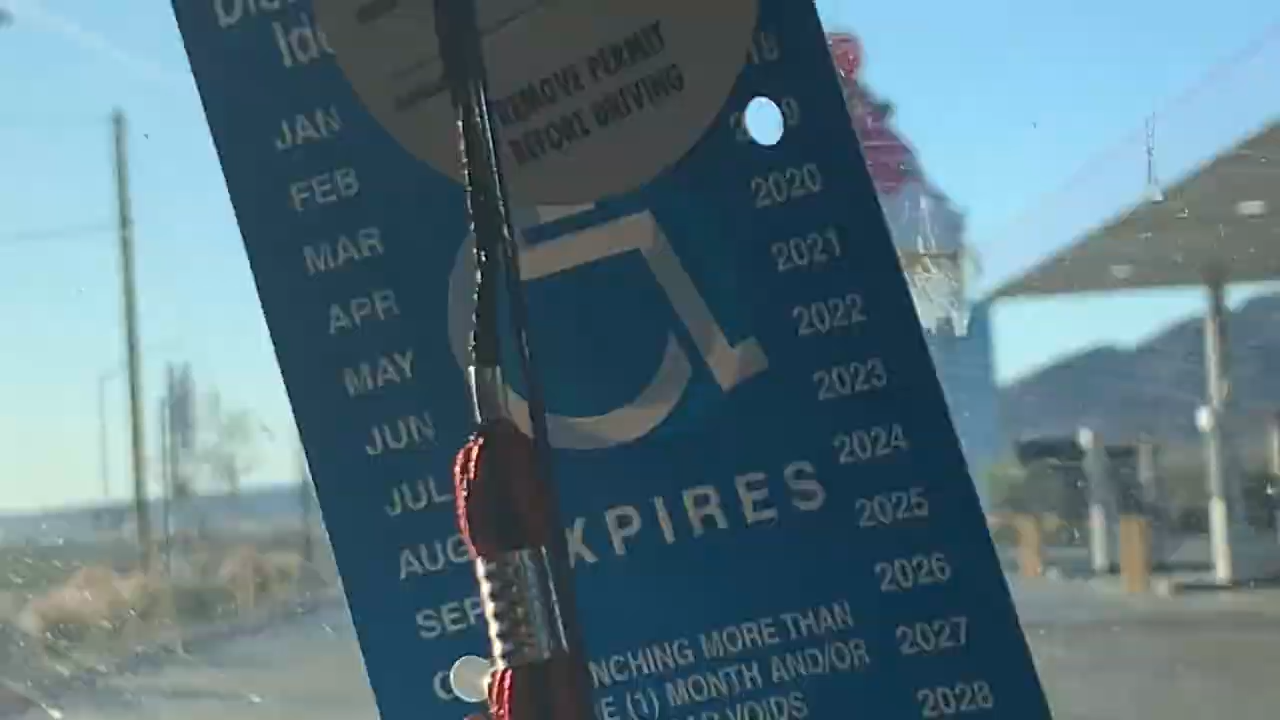 REMOVE PERMIT
BEFORE DRIVING
JAN
FEB
MAR
APR
MAY
JUN
JUL
AUG
SEP
2020
2021
2022
2023
2024
2025
2026
2027
2028
XPIRES
NCHING MORE THAN
E (1) MONTH AND/OR
VOIDS